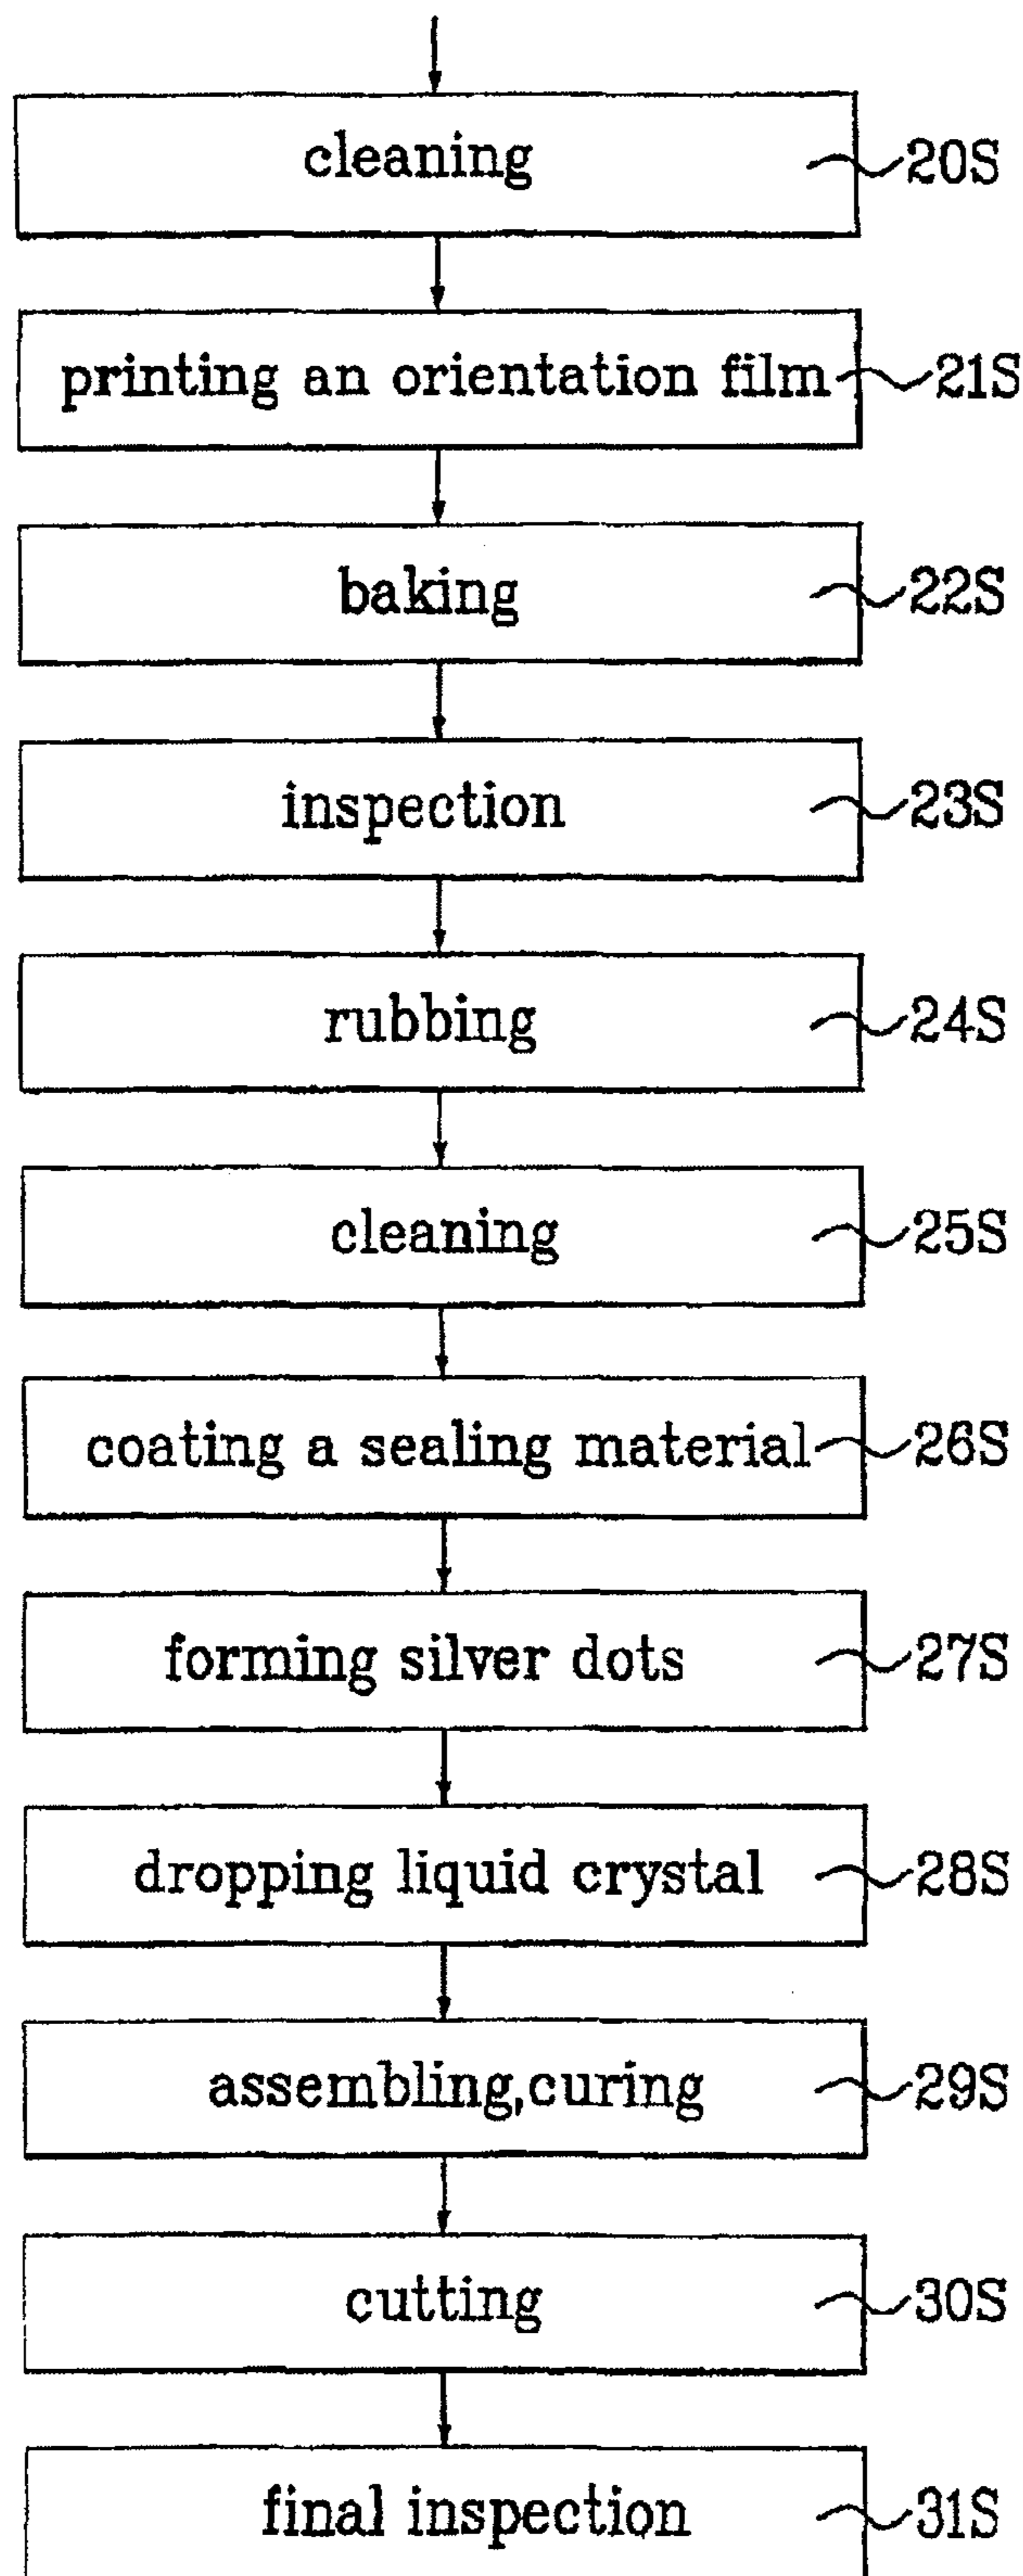 cleaning 20S
printing an orientation film 21S
baking 22S
inspection 23S
rubbing 24S
cleaning 25S
coating a sealing material 26S
forming silver dots 27S
dropping liquid crystal 28S
assembling,curing 29S
cutting 30S
final inspection 31S